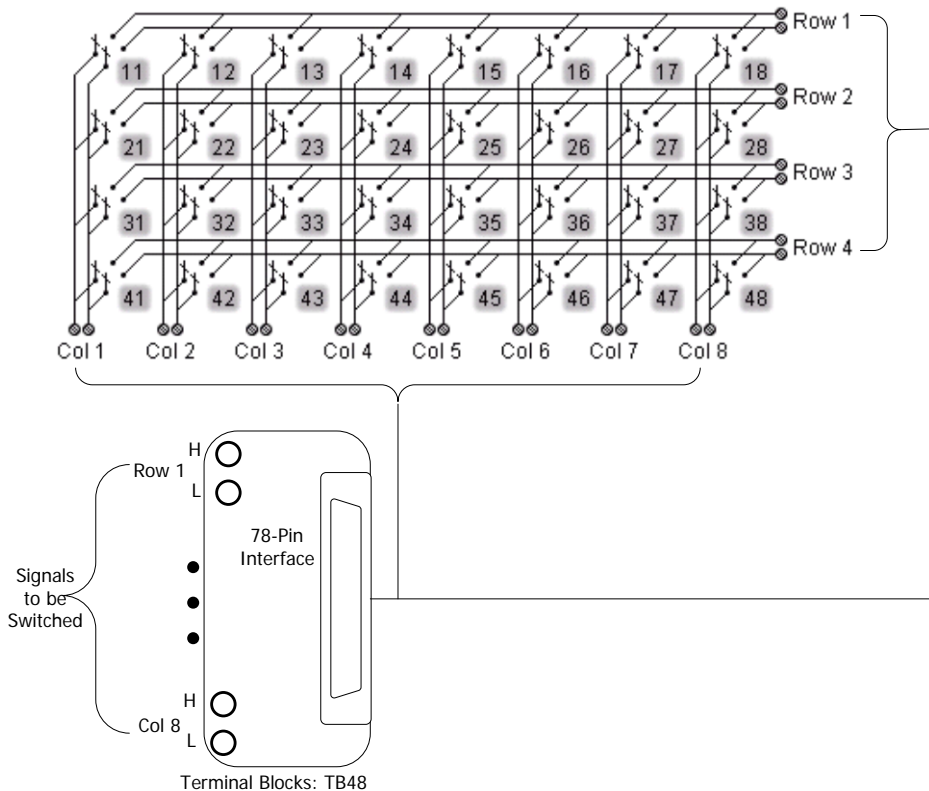 Row 1
11 12 13 14 15 16 17 18
Row 2
21 22 23 24 25 26 27 28
Row 3
31 32 33 34 35 36 37 38
Row 4
41 42 43 44 45 46 47 48
Col 1 Col 2 Col 3 Col 4 Col 5 Col 6 Col 7 Col 8
H
Row 1
L
78-Pin
Interface
Signals
to be
Switched
H
Col 8
L
Terminal Blocks: TB48